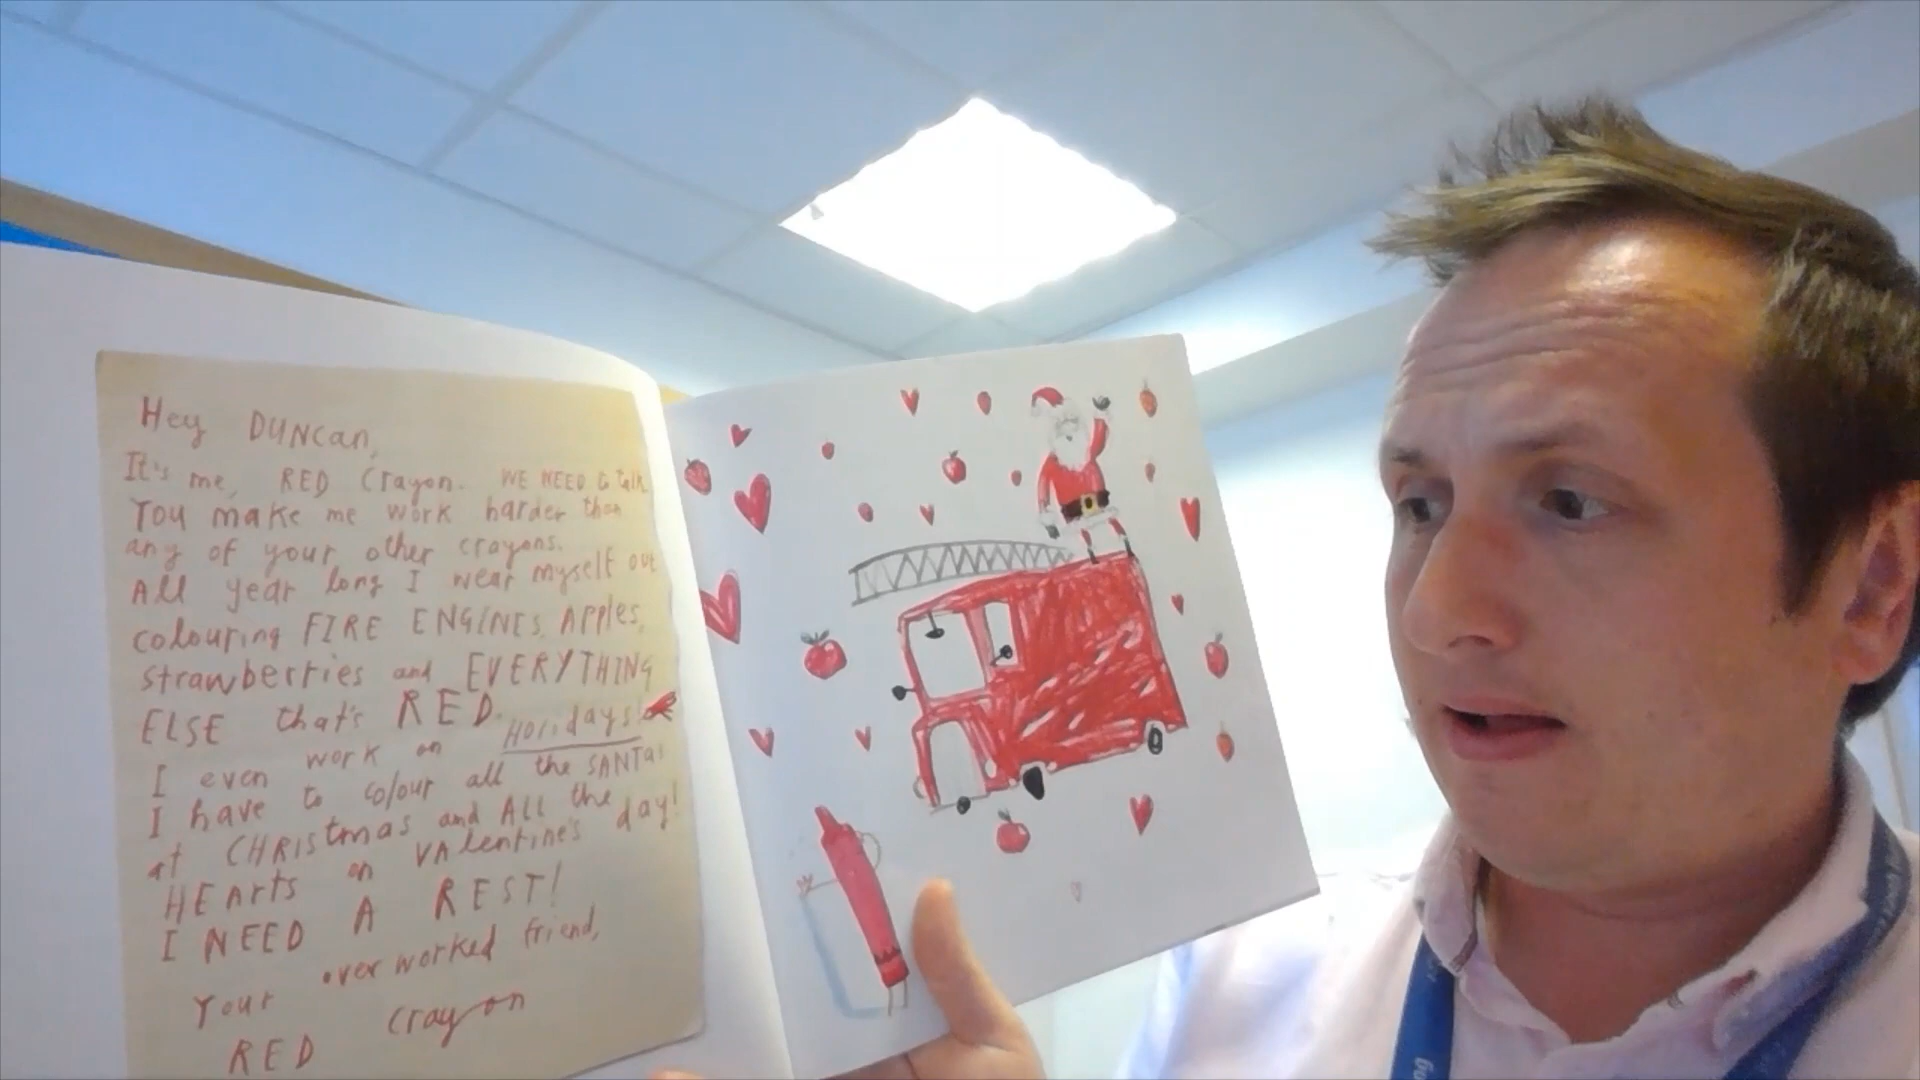 Hey DUNCan,
It's me, RED Crayon. WE NEED to talk.
You make me work harder than
any of your other crayons.
All year long I wear myself out
colouring FIRE ENGINES, Apples,
strawberries and EVERYTHING
ELSE that's RED.
I even work on Holidays!
I have to colour all the SANTAs
at CHRIStmas and All the
HEArts on VAlentine's day!
I NEED A REST!
Your overworked friend,
RED crayon